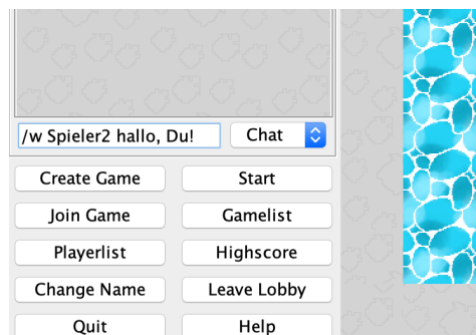 /w Spieler2 hallo, Du! Chat
Create Game Start
Join Game Gamelist
Playerlist Highscore
Change Name Leave Lobby
Quit Help